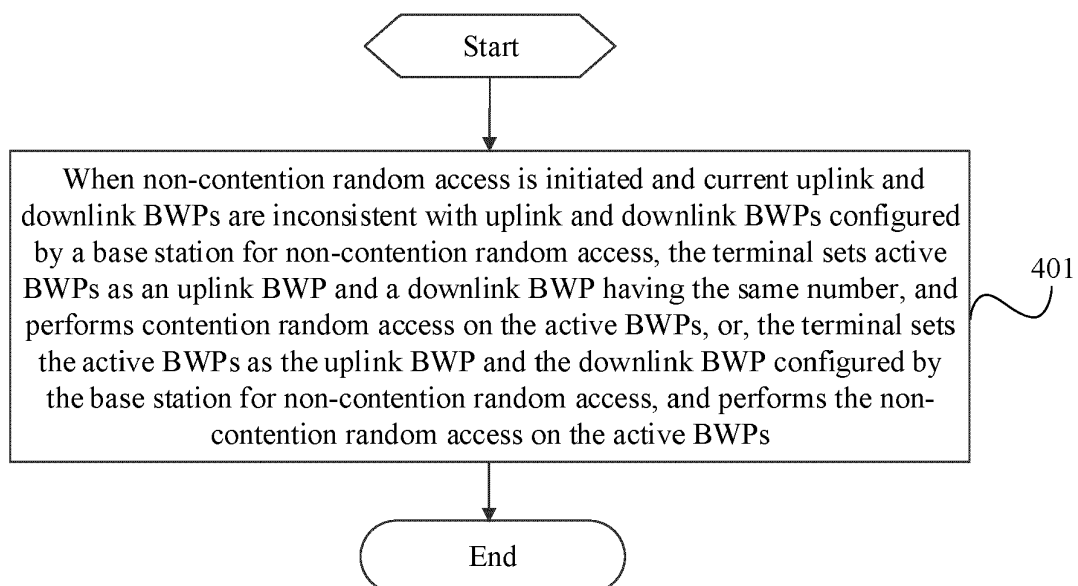 Start
When non-contention random access is initiated and current uplink and
downlink BWPs are inconsistent with uplink and downlink BWPs configured
by a base station for non-contention random access, the terminal sets active
BWPs as an uplink BWP and a downlink BWP having the same number, and
performs contention random access on the active BWPs, or, the terminal sets
the active BWPs as the uplink BWP and the downlink BWP configured by
the base station for non-contention random access, and performs the non-
contention random access on the active BWPs
401
End